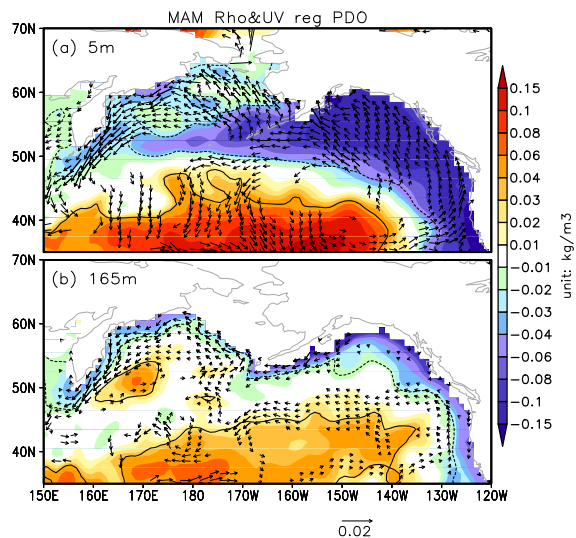 MAM Rho&UV reg PDO
(a) 5m
70N
60N
50N
40N
(b) 165m
70N
60N
50N
40N
150E 160E 170E 180 170W 160W 150W 140W 130W 120W
0.02
0.15
0.1
0.08
0.06
0.04
0.03
0.02
0.01
−0.01
−0.02
−0.03
−0.04
−0.06
−0.08
−0.1
−0.15
unit: kg/m3